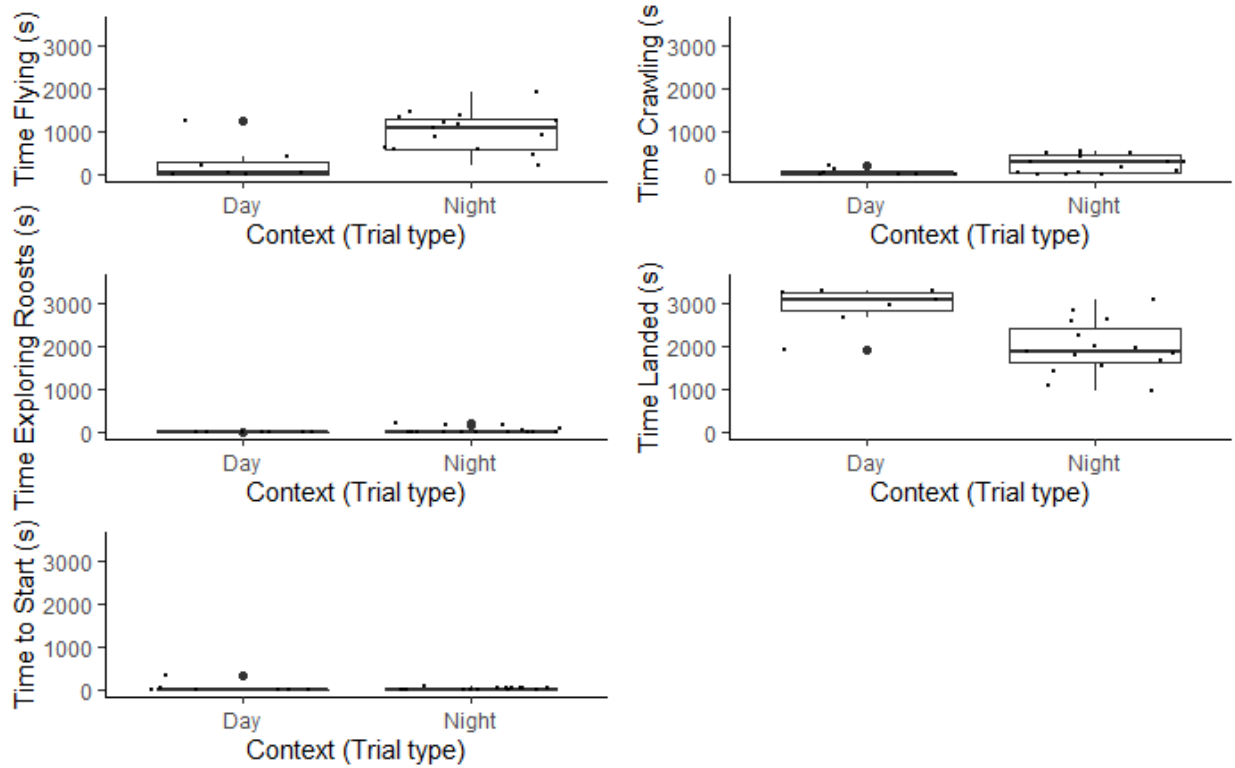 Time Flying (s)
3000
2000
1000
0
Day
Night
Context (Trial type)
Time Crawling (s
3000
2000
1000
0
Day
Night
Context (Trial type)
Time Exploring Roosts (s)
3000
2000
1000
0
Day
Night
Context (Trial type)
Time Landed (s)
3000
2000
1000
0
Day
Night
Context (Trial type)
Time to Start (s)
3000
2000
1000
0
Day
Night
Context (Trial type)